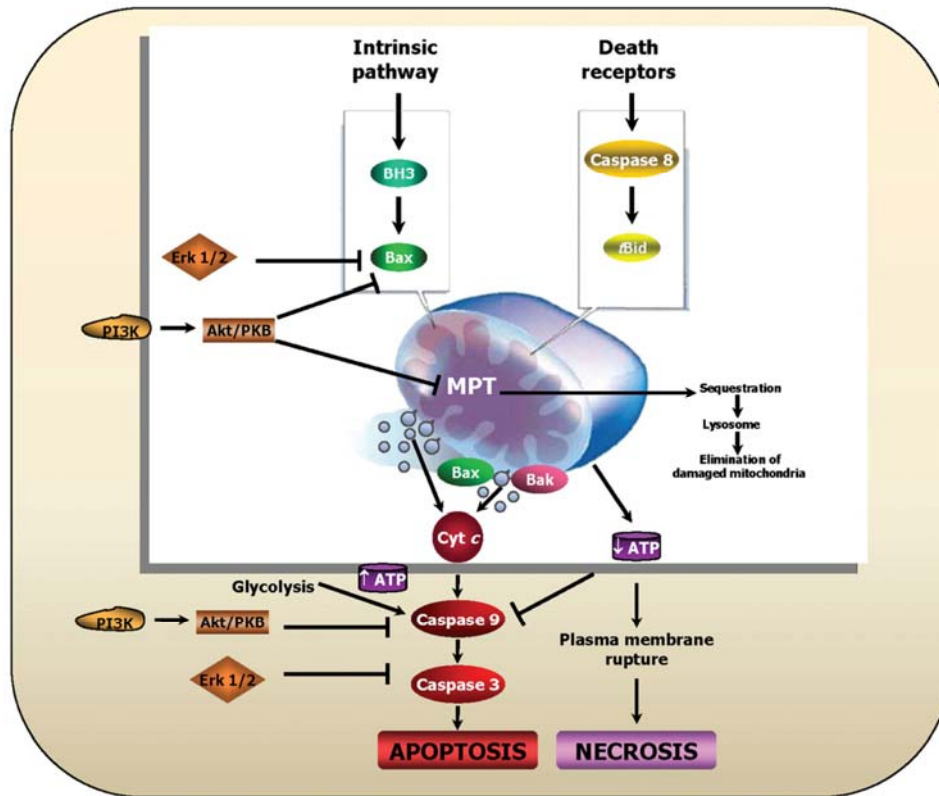 Intrinsic
pathway
Death
receptors
BH3
Caspase 8
Bax
tBid
Erk 1/2
PI3K
Akt/PKB
MPT
Sequestration
Lysosome
Elimination of
damaged mitochondria
Bax
Bak
Cyt c
↓ ATP
↑ ATP
Glycolysis
PI3K
Akt/PKB
Caspase 9
Plasma membrane
rupture
Erk 1/2
Caspase 3
APOPTOSIS
NECROSIS